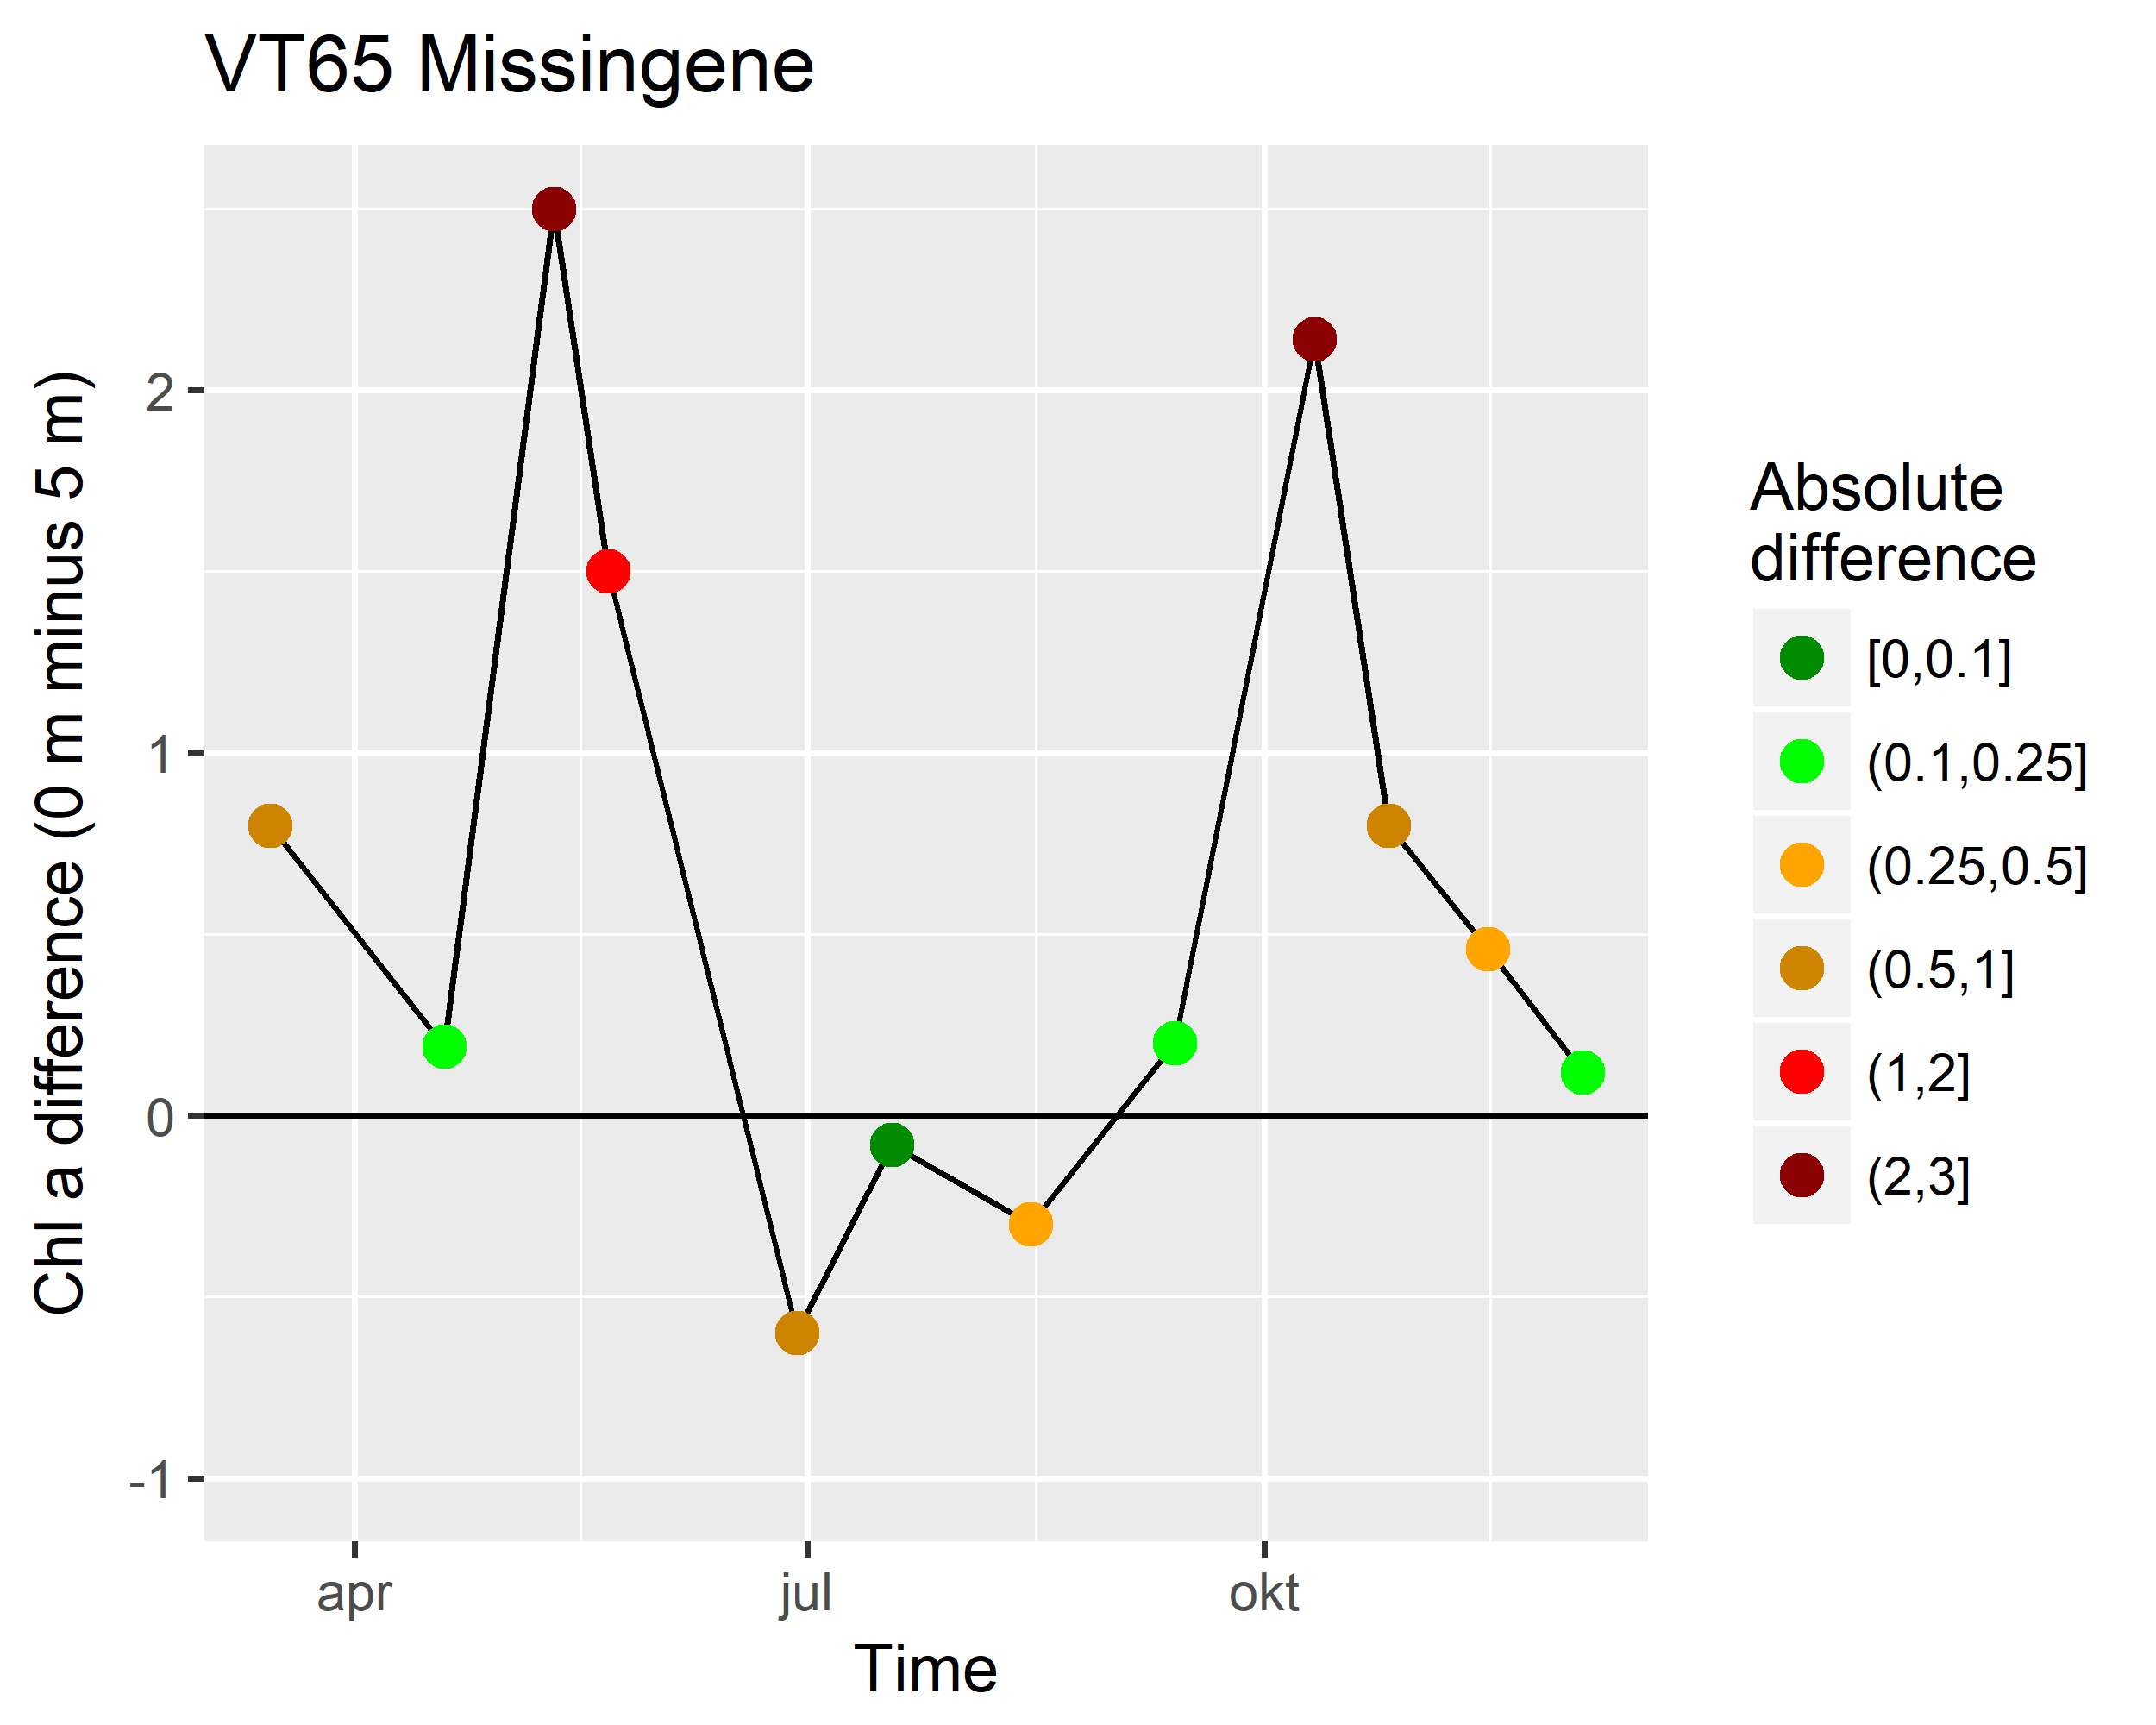 VT65 Missingene
Chl a difference (0 m minus 5 m)
2
1
0
-1
apr
jul
okt
Time
Absolute
difference
[0,0.1]
(0.1,0.25]
(0.25,0.5]
(0.5,1]
(1,2]
(2,3]